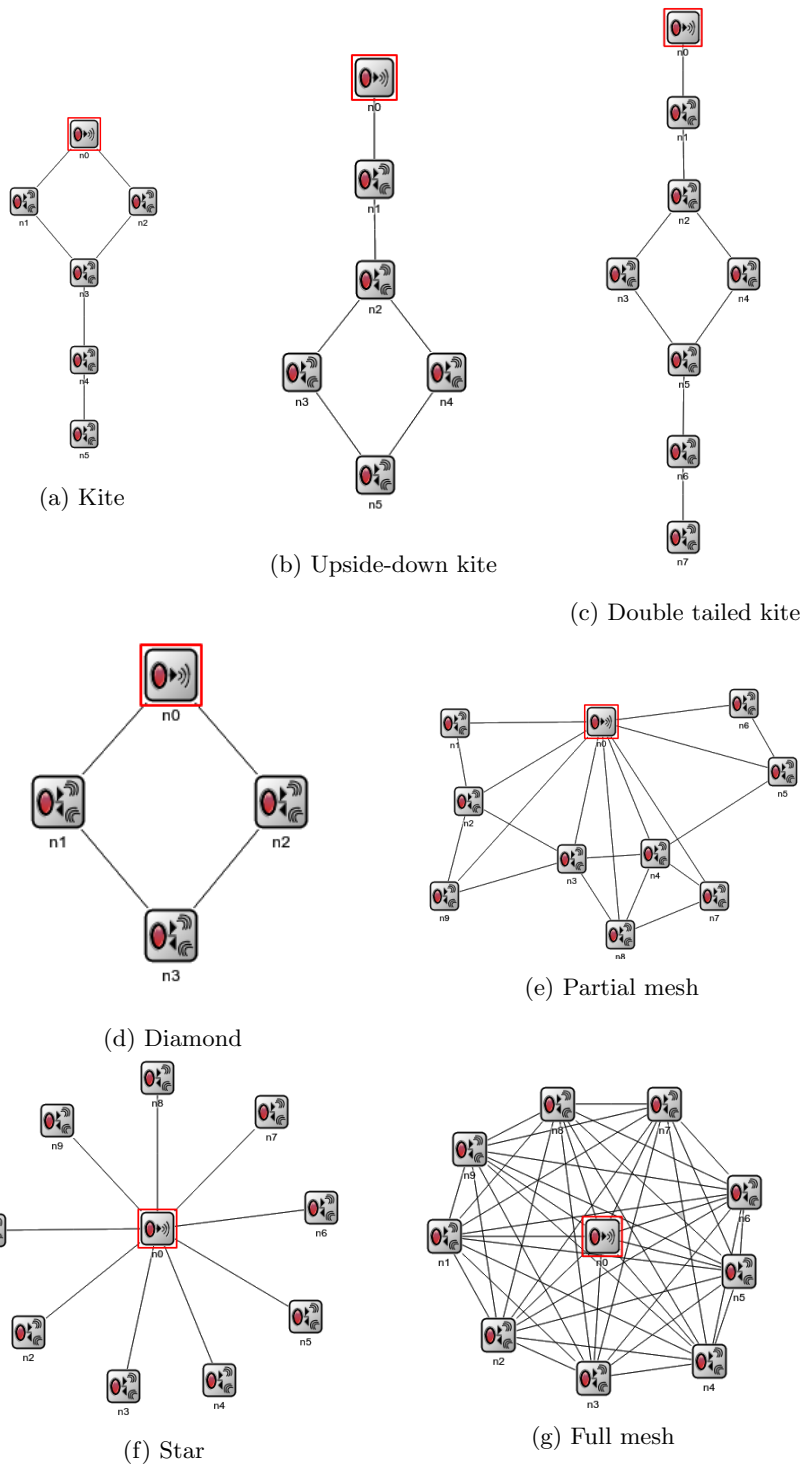 n0
n1
n2
n3
n4
n5
(a) Kite
n0
n1
n2
n3
n4
n5
(b) Upside-down kite
n0
n1
n2
n3
n4
n5
n6
n7
(c) Double tailed kite
n0
n1
n2
n3
(d) Diamond
n6
n0
n1
n5
n2
n3
n4
n9
n7
n8
(e) Partial mesh
n8
n7
n9
n6
n0
n5
n2
n3
n4
(f) Star
n8
n7
n9
n6
n1
n0
n5
n2
n4
n3
(g) Full mesh